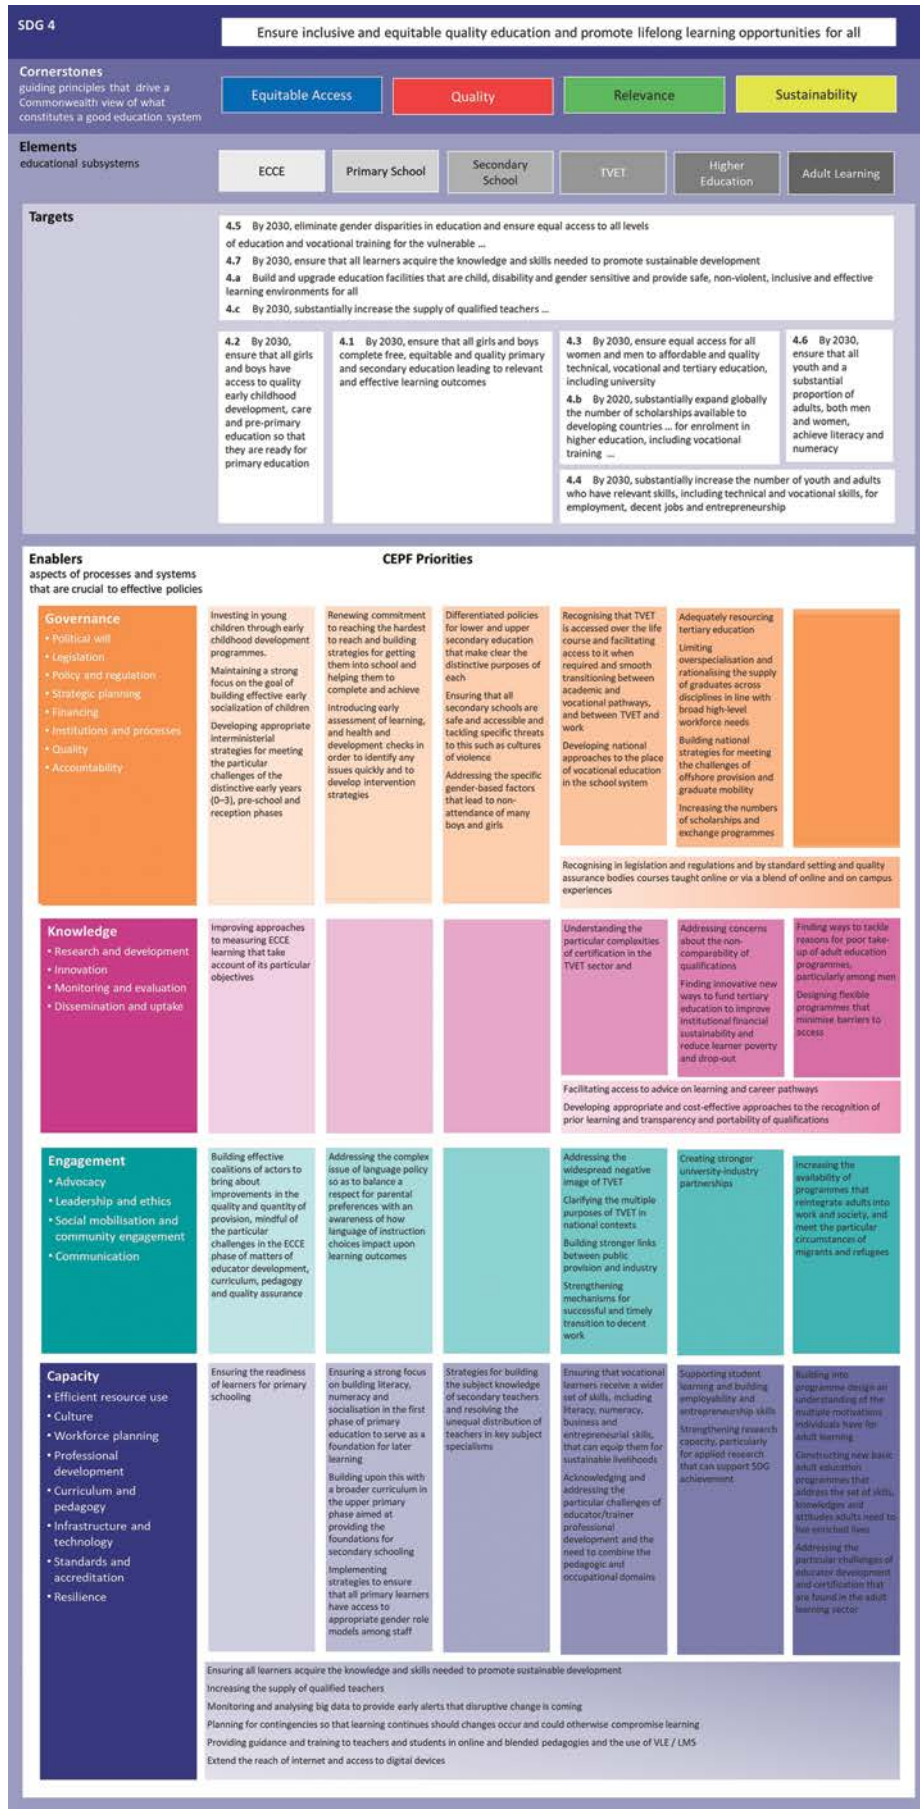 SDG 4
Ensure inclusive and equitable quality education and promote lifelong learning opportunities for all
Cornerstones
guiding principles that drive a
Commonwealth view of what
constitutes a good education system
Equitable Access
Quality
Relevance
Sustainability
Elements
educational subsystems
ECCE
Primary School
Secondary
School
TVET
Higher
Education
Adult Learning
Targets
4.5 By 2030, eliminate gender disparities in education and ensure equal access to all levels
of education and vocational training for the vulnerable ...
4.7 By 2030, ensure that all learners acquire the knowledge and skills needed to promote sustainable development
4.a Build and upgrade education facilities that are child, disability and gender sensitive and provide safe, non-violent, inclusive and effective
learning environments for all
4.c By 2030, substantially increase the supply of qualified teachers ...
4.2 By 2030,
ensure that all girls
and boys have
access to quality
early childhood
development, care
and pre-primary
education so that
they are ready for
primary education
4.1 By 2030, ensure that all girls and boys
complete free, equitable and quality primary
and secondary education leading to relevant
and effective learning outcomes
4.3 By 2030, ensure equal access for all
women and men to affordable and quality
technical, vocational and tertiary education,
including university
4.b By 2020, substantially expand globally
the number of scholarships available to
developing countries ... for enrolment in
higher education, including vocational
training ...
4.6 By 2030,
ensure that all
youth and a
substantial
proportion of
adults, both men
and women,
achieve literacy and
numeracy
4.4 By 2030, substantially increase the number of youth and adults
who have relevant skills, including technical and vocational skills, for
employment, decent jobs and entrepreneurship
Enablers
aspects of processes and systems
that are crucial to effective policies
CEPF Priorities
Governance
• Political will
• Legislation
• Policy and regulation
• Strategic planning
• Financing
• Institutions and processes
• Quality
• Accountability
Investing in young
children through early
childhood development
programmes.
Maintaining a strong
focus on the goal of
building effective early
socialization of children
Developing appropriate
interministerial
strategies for meeting
the particular
challenges of the
distinctive early years
(0–3), pre-school and
reception phases
Renewing commitment
to reaching the hardest
to reach and building
strategies for getting
them into school and
helping them to
complete and achieve
Introducing early
assessment of learning,
and health and
development checks in
order to identify any
issues quickly and to
develop intervention
strategies
Differentiated policies
for lower and upper
secondary education
that make clear the
distinctive purposes of
each
Ensuring that all
secondary schools are
safe and accessible and
tackling specific threats
to this such as cultures
of violence
Addressing the specific
gender-based factors
that lead to non-
attendance of many
boys and girls
Recognising that TVET
is accessed over the life
course and facilitating
access to it when
required and smooth
transitioning between
academic and
vocational pathways,
and between TVET and
work
Developing national
approaches to the place
of vocational education
in the school system
Adequately resourcing
tertiary education
Limiting
overspecialisation and
rationalising the supply
of graduates across
disciplines in line with
broad high-level
workforce needs
Building national
strategies for meeting
the challenges of
offshore provision and
graduate mobility
Increasing the numbers
of scholarships and
exchange programmes
Recognising in legislation and regulations and by standard setting and quality
assurance bodies courses taught online or via a blend of online and on campus
experiences
Knowledge
• Research and development
• Innovation
• Monitoring and evaluation
• Dissemination and uptake
Improving approaches
to measuring ECCE
learning that take
account of its particular
objectives
Understanding the
particular complexities
of certification in the
TVET sector and
Addressing concerns
about the non-
comparability of
qualifications
Finding innovative new
ways to fund tertiary
education to improve
institutional financial
sustainability and
reduce learner poverty
and drop-out
Finding ways to tackle
reasons for poor take-
up of adult education
programmes,
particularly among men
Designing flexible
programmes that
minimise barriers to
access
Facilitating access to advice on learning and career pathways
Developing appropriate and cost-effective approaches to the recognition of
prior learning and transparency and portability of qualifications
Engagement
• Advocacy
• Leadership and ethics
• Social mobilisation and
community engagement
• Communication
Building effective
coalitions of actors to
bring about
improvements in the
quality and quantity of
provision, mindful of
the particular
challenges in the ECCE
phase of matters of
educator development,
curriculum, pedagogy
and quality assurance
Addressing the complex
issue of language policy
so as to balance a
respect for parental
preferences with an
awareness of how
language of instruction
choices impact upon
learning outcomes
Addressing the
widespread negative
image of TVET
Clarifying the multiple
purposes of TVET in
national contexts
Building stronger links
between public
provision and industry
Strengthening
mechanisms for
successful and timely
transition to decent
work
Creating stronger
university-industry
partnerships
Increasing the
availability of
programmes that
reintegrate adults into
work and society, and
meet the particular
circumstances of
migrants and refugees
Capacity
• Efficient resource use
• Culture
• Workforce planning
• Professional
development
• Curriculum and
pedagogy
• Infrastructure and
technology
• Standards and
accreditation
• Resilience
Ensuring the readiness
of learners for primary
schooling
Ensuring a strong focus
on building literacy,
numeracy and
socialisation in the first
phase of primary
education to serve as a
foundation for later
learning
Building upon this with
a broader curriculum in
the upper primary
phase aimed at
providing the
foundations for
secondary schooling
Implementing
strategies to ensure
that all primary learners
have access to
appropriate gender role
models among staff
Strategies for building
the subject knowledge
of secondary teachers
and resolving the
unequal distribution of
teachers in key subject
specialisms
Ensuring that vocational
learners receive a wider
set of skills, including
literacy, numeracy,
business and
entrepreneurial skills,
that can equip them for
sustainable livelihoods
Acknowledging and
addressing the
particular challenges of
educator/trainer
professional
development and the
need to combine the
pedagogic and
occupational domains
Supporting student
learning and building
employability and
entrepreneurship skills
Strengthening research
capacity, particularly
for applied research
that can support SDG
achievement
Building into
programme design an
understanding of the
multiple motivations
individuals have for
adult learning
Constructing new basic
adult education
programmes that
address the set of skills,
knowledges and
attitudes adults need to
live enriched lives
Addressing the
particular challenges of
educator development
and certification that
are found in the adult
learning sector
Ensuring all learners acquire the knowledge and skills needed to promote sustainable development
Increasing the supply of qualified teachers
Monitoring and analysing big data to provide early alerts that disruptive change is coming
Planning for contingencies so that learning continues should changes occur and could otherwise compromise learning
Providing guidance and training to teachers and students in online and blended pedagogies and the use of VLE / LMS
Extend the reach of internet and access to digital devices